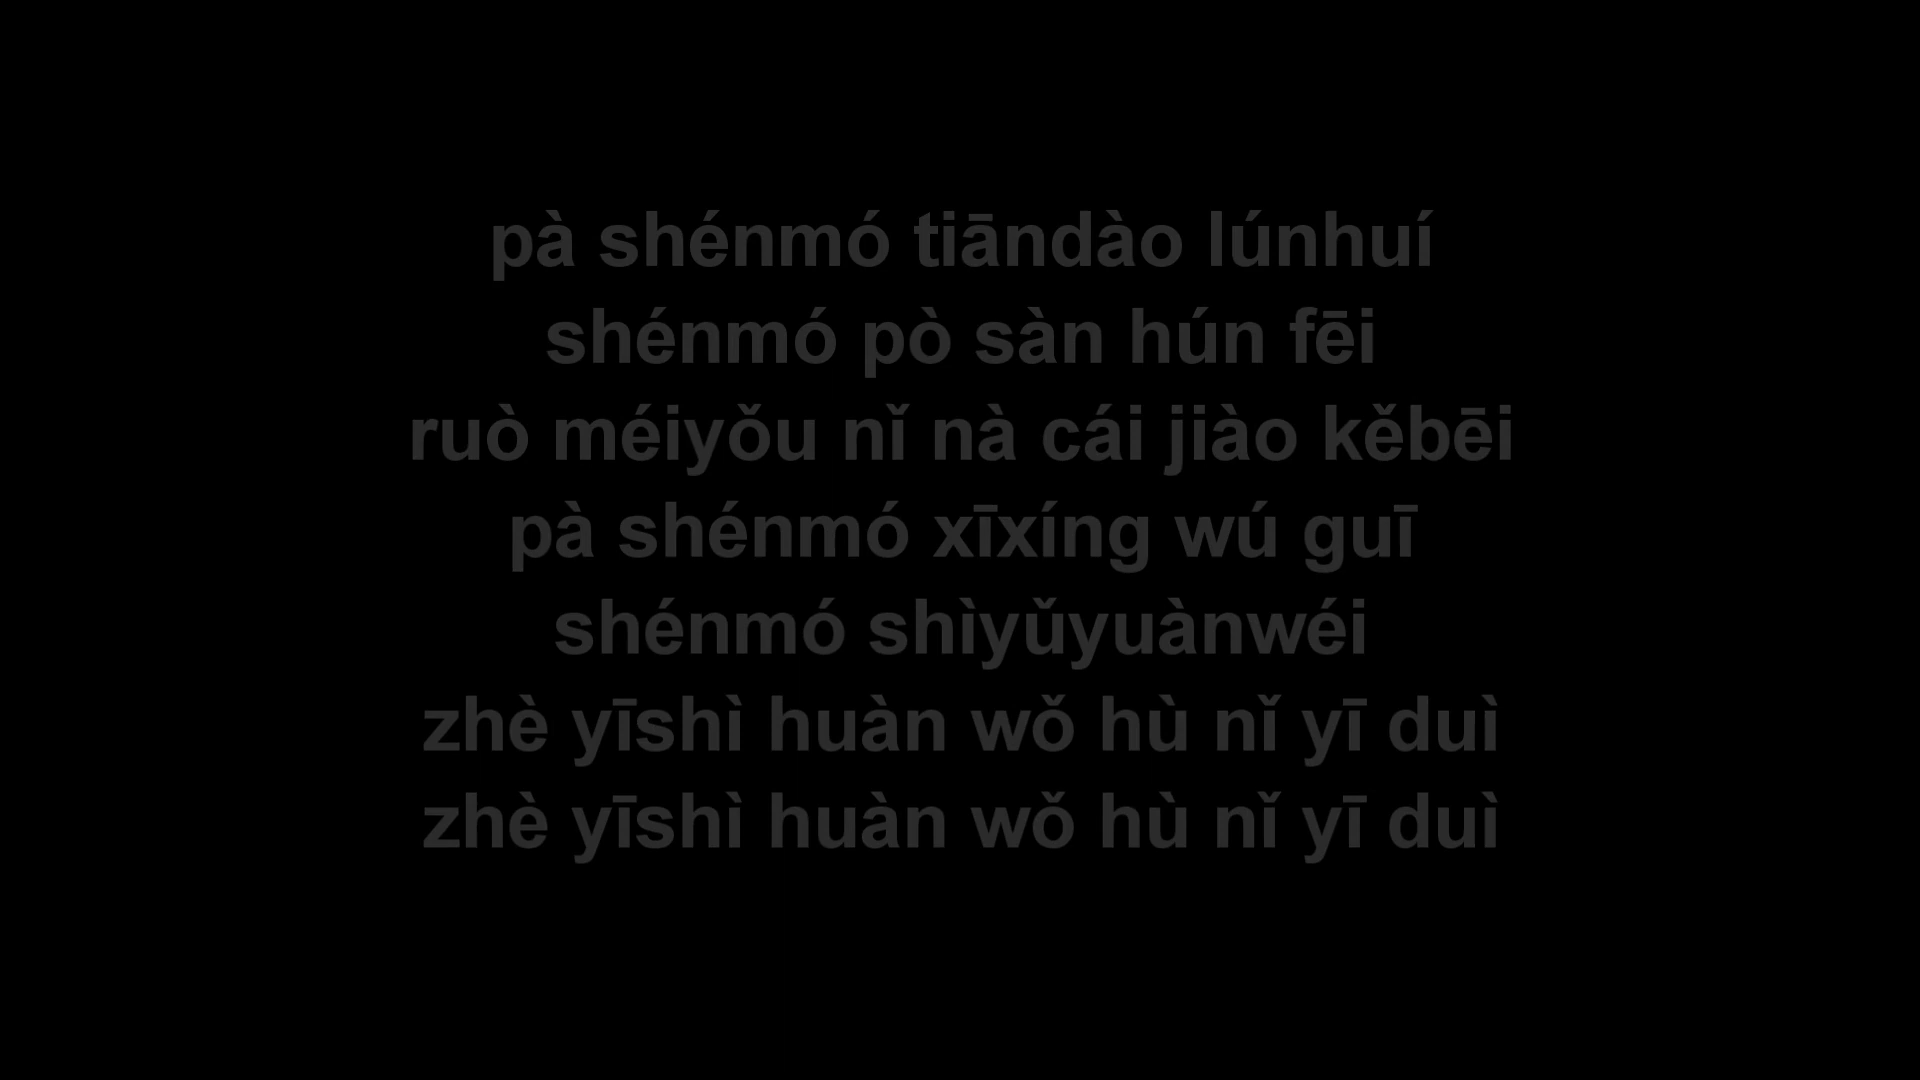 pà shénmó tiāndào lúnhuí
shénmó pò sàn hún fēi
ruò méiyǒu nǐ nà cái jiào kěbēi
pà shénmó xīxíng wú guī
shénmó shìyǔyuànwéi
zhè yīshì huàn wǒ hù nǐ yī duì
zhè yīshì huàn wǒ hù nǐ yī duì